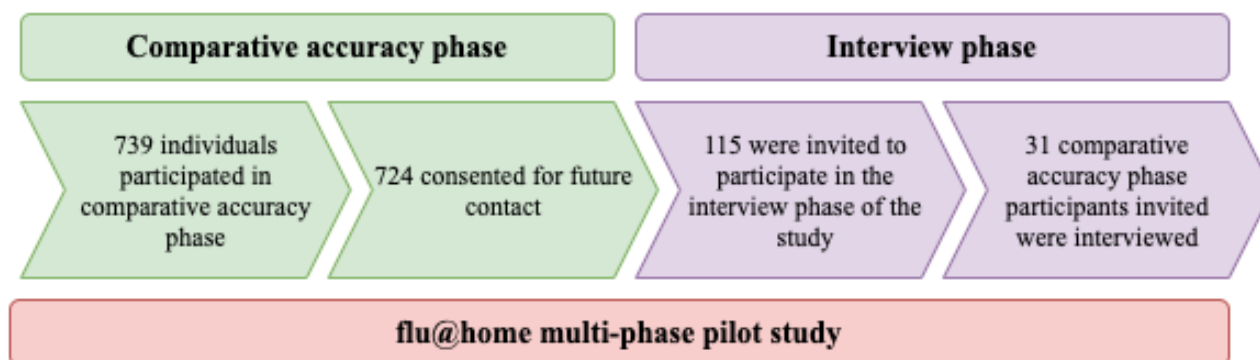 Comparative accuracy phase
Interview phase
739 individuals
participated in
comparative accuracy
phase
724 consented for future
contact
115 were invited to
participate in the
interview phase of the
study
31 comparative
accuracy phase
participants invited
were interviewed
flu@home multi-phase pilot study